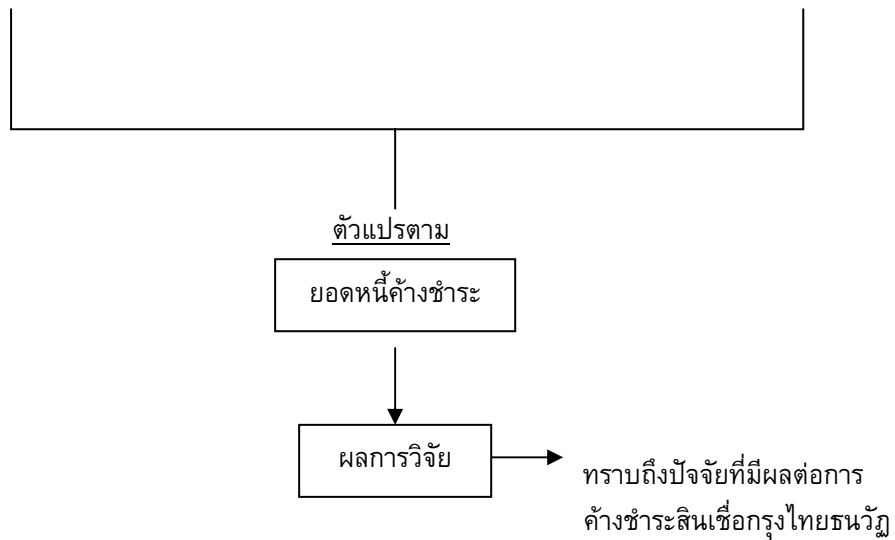 ตัวแปรตาม
ยอดหนี้ค้างชำระ
ผลการวิจัย
ทราบถึงปัจจัยที่มีผลต่อการ
ค้างชำระสินเชื่อกรุงไทยธนวัฏ